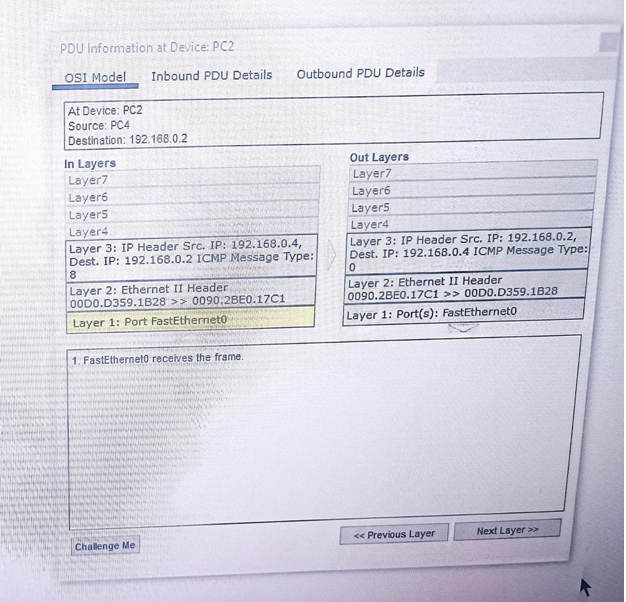 PDU Information at Device: PC2
OSI Model Inbound PDU Details Outbound PDU Details
At Device: PC2
Source: PC4
Destination: 192.168.0.2
In Layers
Layer7
Layer6
Layer5
Layer4
Layer 3: IP Header Src. IP: 192.168.0.4,
Dest. IP: 192.168.0.2 ICMP Message Type:
8
Layer 2: Ethernet II Header
00D0.D359.1B28 >> 0090.2BE0.17C1
Layer 1: Port FastEthernet0
Out Layers
Layer7
Layer6
Layer5
Layer4
Layer 3: IP Header Src. IP: 192.168.0.2,
Dest. IP: 192.168.0.4 ICMP Message Type:
0
Layer 2: Ethernet II Header
0090.2BE0.17C1 >> 00D0.D359.1B28
Layer 1: Port(s): FastEthernet0
1. FastEthernet0 receives the frame.
Challenge Me
<< Previous Layer
Next Layer >>